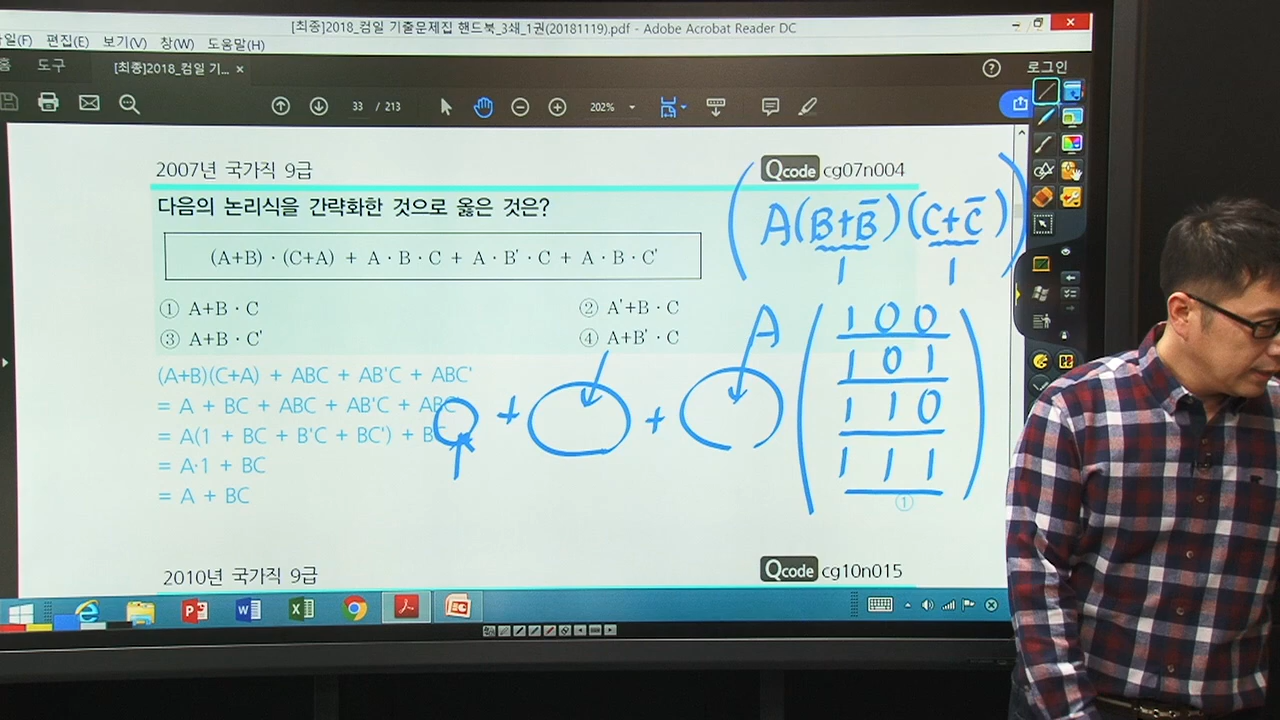 [최종]2018_컴일 기출문제집 핸드북_3쇄_1권(20181119).pdf - Adobe Acrobat Reader DC
일(F) 편집(E) 보기(V) 창(W) 도움말(H)
홈 도구 [최종]2018_컴일 기... × ? 로그인
33 / 213 202%
2007년 국가직 9급 Qcode cg07n004
다음의 논리식을 간략화한 것으로 옳은 것은?
(A+B)·(C+A) + A·B·C + A·B'·C + A·B·C'
① A+B·C ② A'+B·C
③ A+B·C' ④ A+B'·C
(A+B)(C+A) + ABC + AB'C + ABC'
= A + BC + ABC + AB'C + ABC
= A(1 + BC + B'C + BC') + BC
= A·1 + BC
= A + BC
①
(A(B+B̄)(C+C̄))
1 1
+ + A
1 0 0
1 0 1
1 1 0
1 1 1
2010년 국가직 9급 Qcode cg10n015